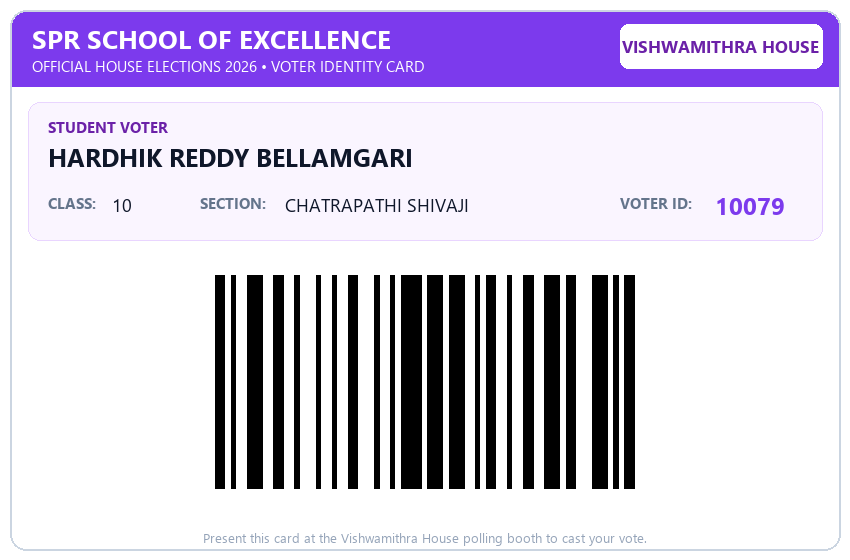 SPR SCHOOL OF EXCELLENCE
OFFICIAL HOUSE ELECTIONS 2026 • VOTER IDENTITY CARD
VISHWAMITHRA HOUSE
STUDENT VOTER
HARDHIK REDDY BELLAMGARI
CLASS: 10 SECTION: CHATRAPATHI SHIVAJI VOTER ID: 10079
Present this card at the Vishwamithra House polling booth to cast your vote.